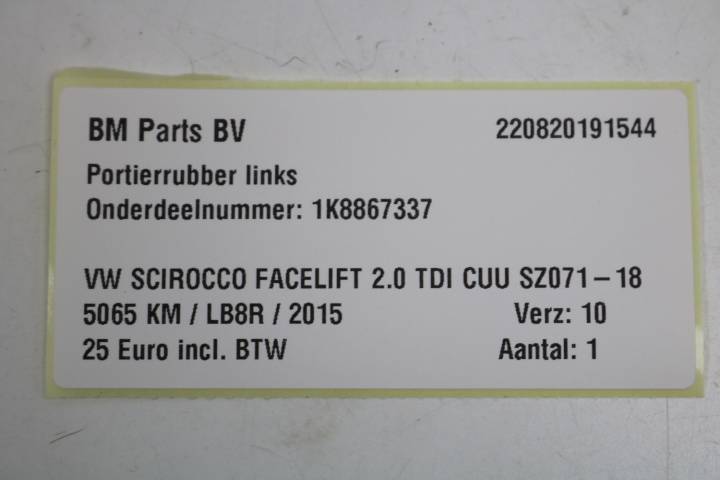 BM Parts BV 220820191544
Portierrubber links
Onderdeelnummer: 1K8867337
VW SCIROCCO FACELIFT 2.0 TDI CUU SZ071-18
5065 KM / LB8R / 2015 Verz: 10
25 Euro incl. BTW Aantal: 1